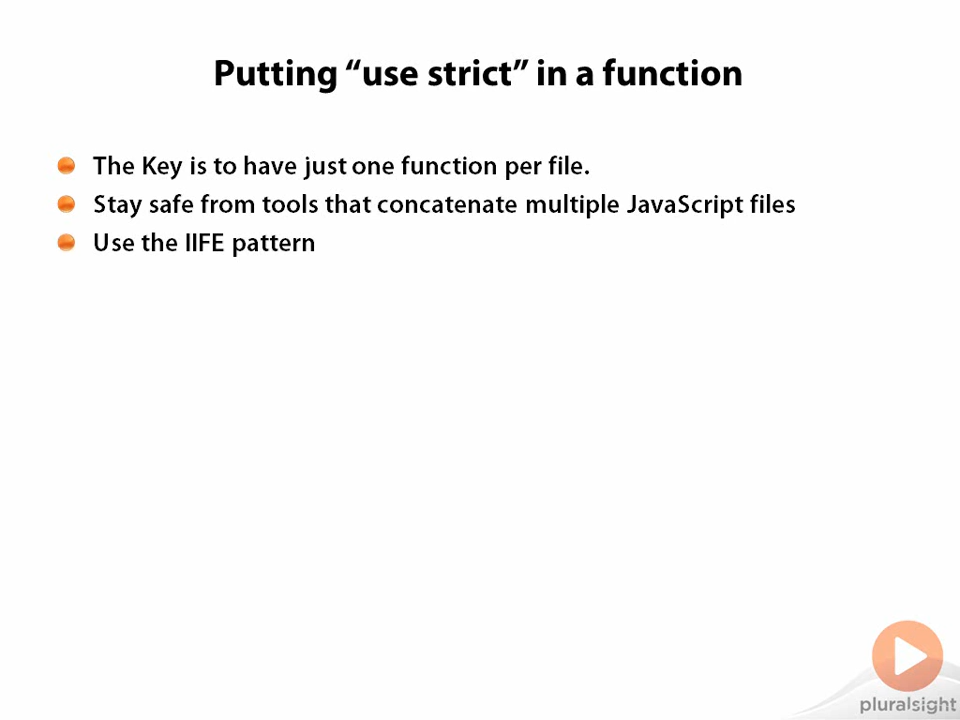 Putting “use strict” in a function
The Key is to have just one function per file.
Stay safe from tools that concatenate multiple JavaScript files
Use the IIFE pattern
pluralsight